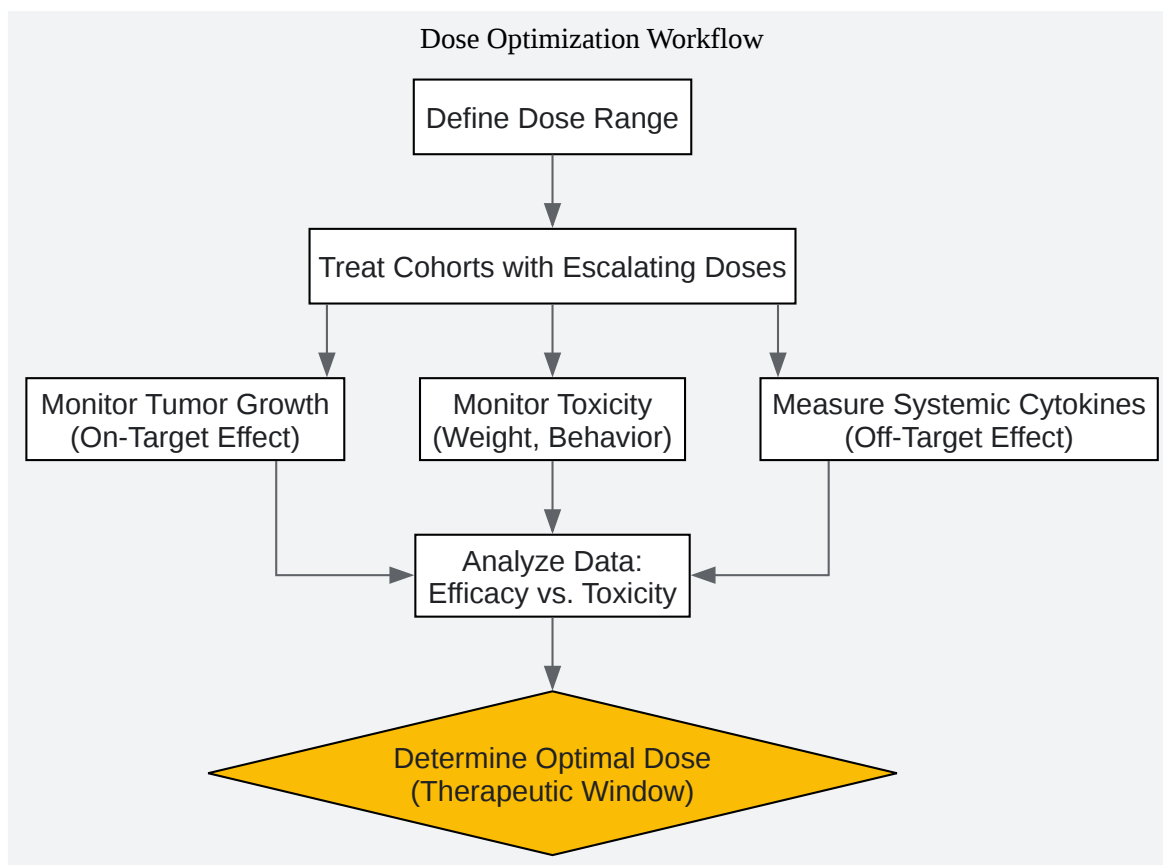 Dose Optimization Workflow
Define Dose Range
Treat Cohorts with Escalating Doses
Monitor Tumor Growth
(On-Target Effect)
Monitor Toxicity
(Weight, Behavior)
Measure Systemic Cytokines
(Off-Target Effect)
Analyze Data:
Efficacy vs. Toxicity
Determine Optimal Dose
(Therapeutic Window)